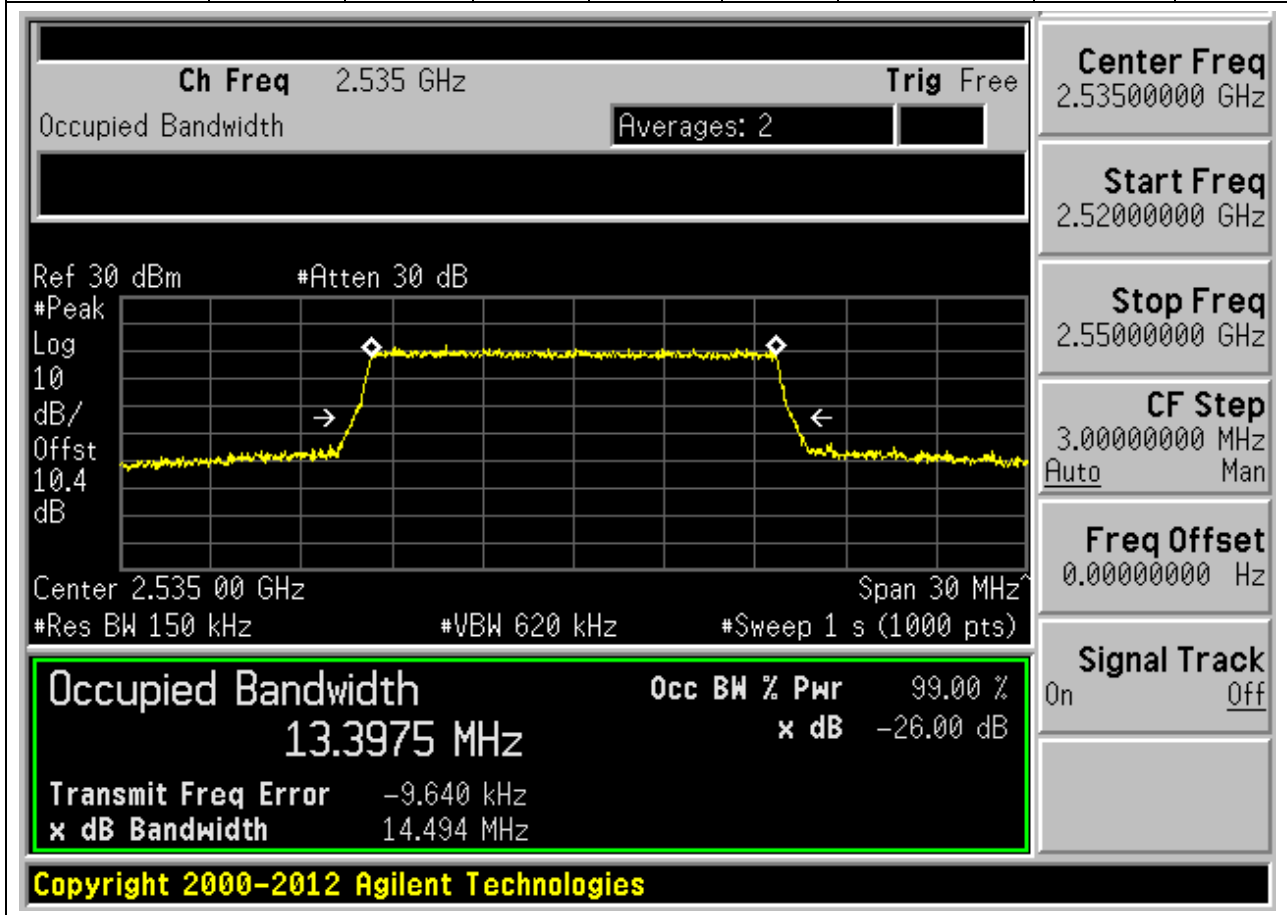 Ch Freq 2.535 GHz Trig Free
Occupied Bandwidth Averages: 2
Ref 30 dBm #Atten 30 dB
#Peak
Log
10
dB/
Offst
10.4
dB
Center 2.535 00 GHz Span 30 MHz^
#Res BW 150 kHz #VBW 620 kHz #Sweep 1 s (1000 pts)
Occupied Bandwidth Occ BW % Pwr 99.00 %
13.3975 MHz x dB -26.00 dB
Transmit Freq Error -9.640 kHz
x dB Bandwidth 14.494 MHz
Copyright 2000-2012 Agilent Technologies
Center Freq
2.53500000 GHz
Start Freq
2.52000000 GHz
Stop Freq
2.55000000 GHz
CF Step
3.00000000 MHz
Auto Man
Freq Offset
0.00000000 Hz
Signal Track
On Off